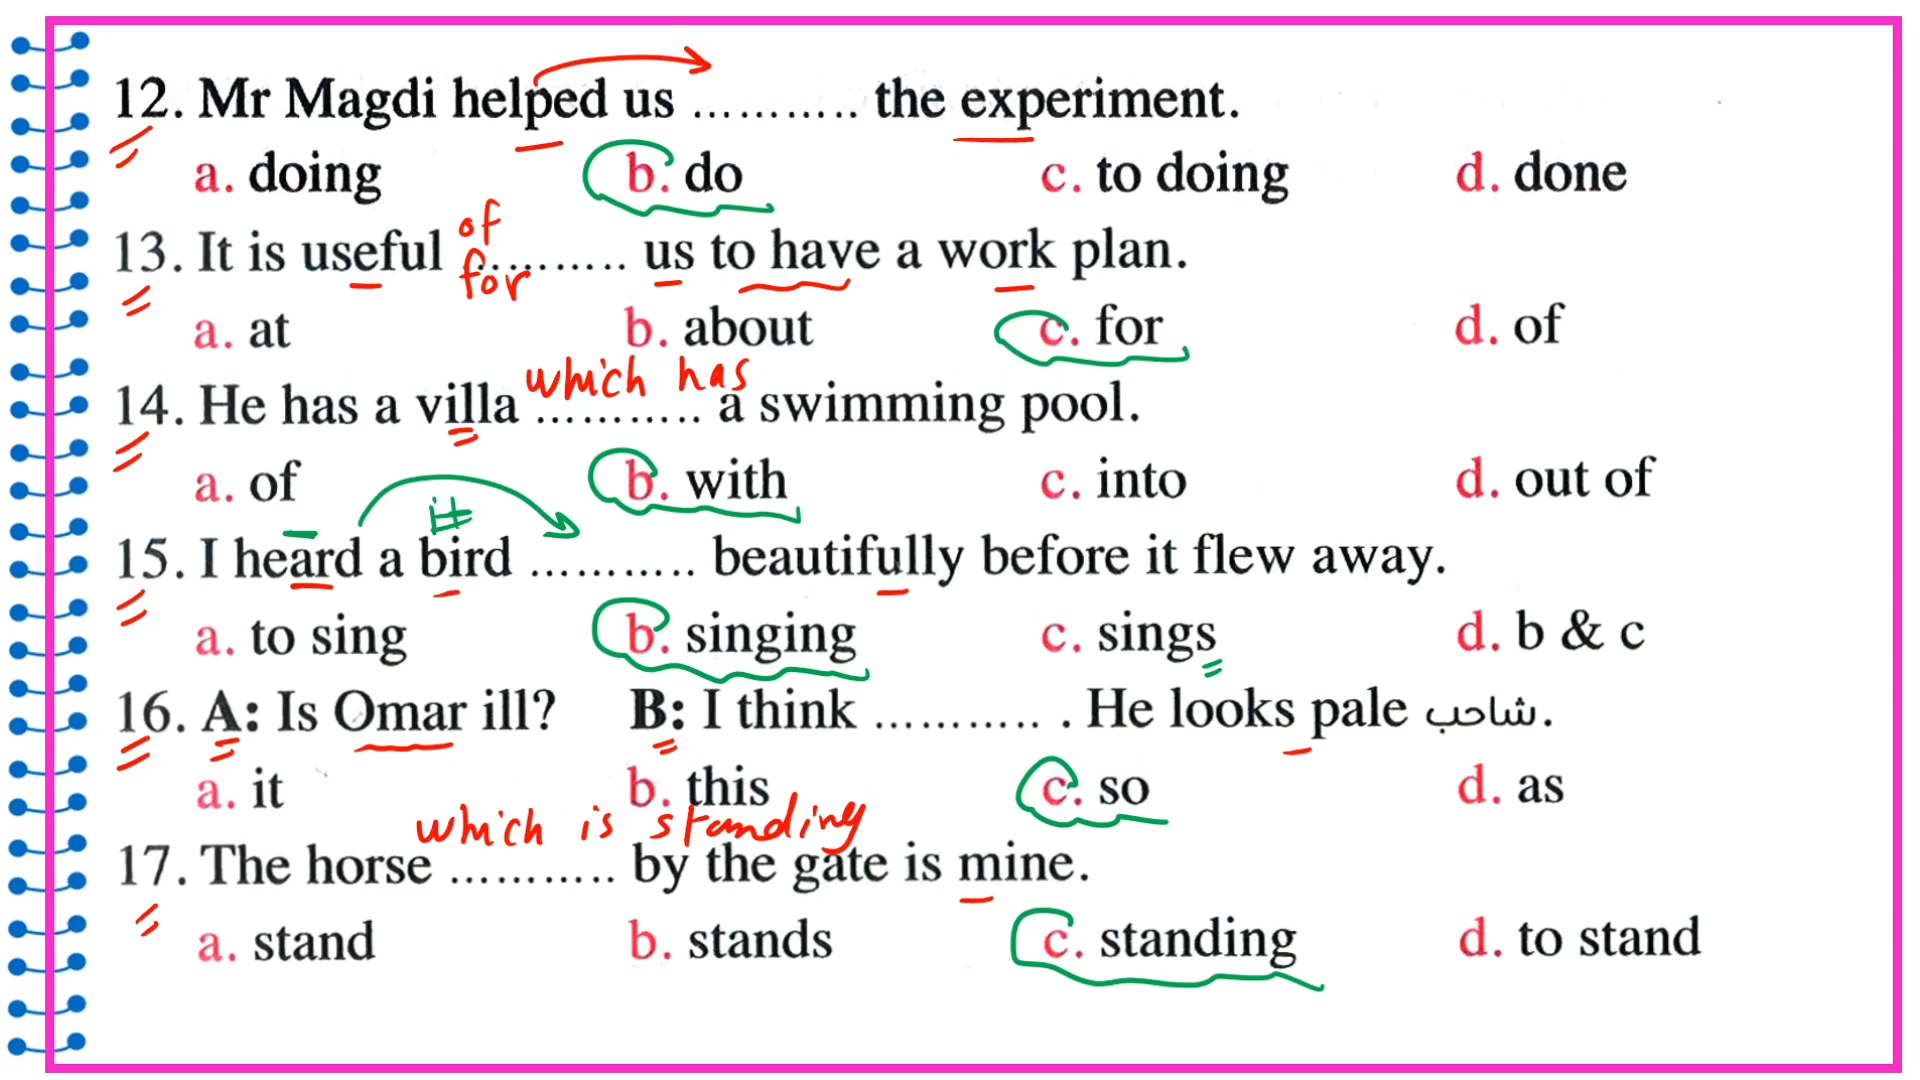 12. Mr Magdi helped us ........... the experiment.
a. doing b. do c. to doing d. done
of
13. It is useful ........... us to have a work plan.
for
a. at b. about c. for d. of
which has
14. He has a villa ........... a swimming pool.
a. of b. with c. into d. out of
it
15. I heard a bird ........... beautifully before it flew away.
a. to sing b. singing c. sings d. b & c
16. A: Is Omar ill? B: I think ........... . He looks pale شاحب.
a. it b. this c. so d. as
which is standing
17. The horse ........... by the gate is mine.
a. stand b. stands c. standing d. to stand